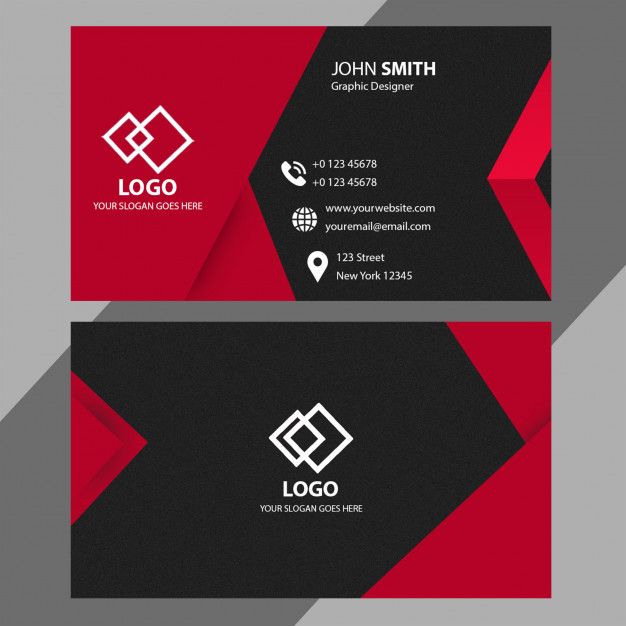 JOHN SMITH
Graphic Designer
LOGO
YOUR SLOGAN GOES HERE
+0 123 45678
+0 123 45678
www.yourwebsite.com
youremail@email.com
123 Street
New York 12345
LOGO
YOUR SLOGAN GOES HERE